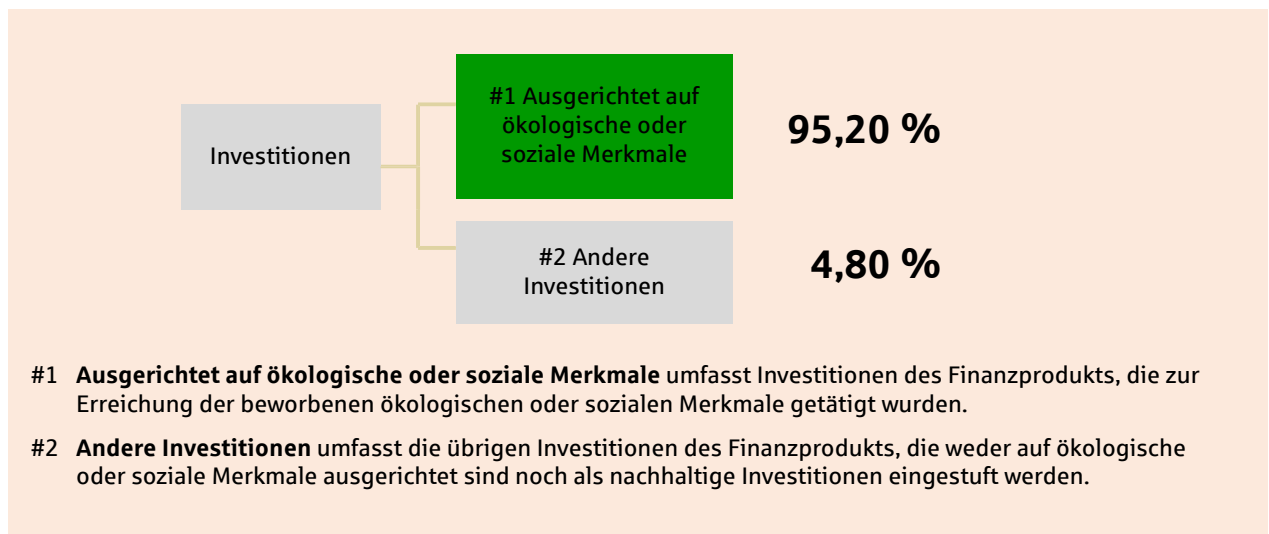 #1 Ausgerichtet auf
ökologische oder
soziale Merkmale
95,20 %
Investitionen
#2 Andere
Investitionen
4,80 %
#1 Ausgerichtet auf ökologische oder soziale Merkmale umfasst Investitionen des Finanzprodukts, die zur
Erreichung der beworbenen ökologischen oder sozialen Merkmale getätigt wurden.
#2 Andere Investitionen umfasst die übrigen Investitionen des Finanzprodukts, die weder auf ökologische
oder soziale Merkmale ausgerichtet sind noch als nachhaltige Investitionen eingestuft werden.